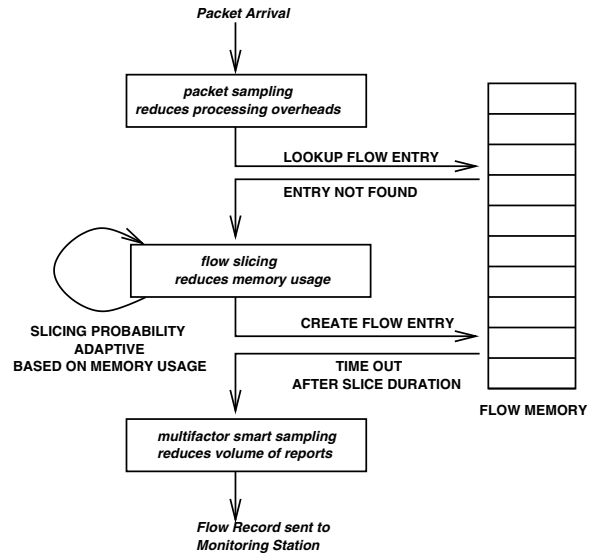 Packet Arrival
packet sampling
reduces processing overheads
LOOKUP FLOW ENTRY
ENTRY NOT FOUND
flow slicing
reduces memory usage
SLICING PROBABILITY
ADAPTIVE
BASED ON MEMORY USAGE
CREATE FLOW ENTRY
TIME OUT
AFTER SLICE DURATION
FLOW MEMORY
multifactor smart sampling
reduces volume of reports
Flow Record sent to
Monitoring Station